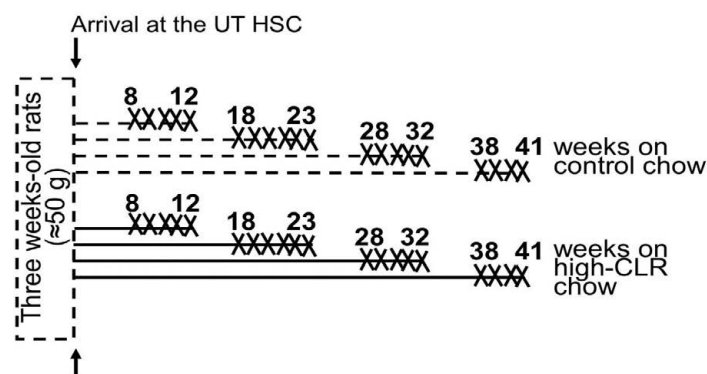 Arrival at the UT HSC
Three weeks-old rats
(≈50 g)
8 12
18 23
28 32
38 41 weeks on
control chow
8 12
18 23
28 32
38 41 weeks on
high-CLR
chow